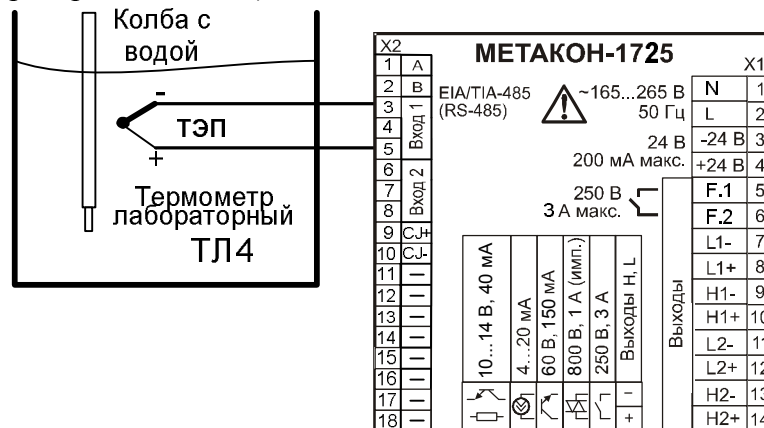 Колба с
водой
-
ТЭП
+
Термометр
лабораторный
ТЛ4
МЕТАКОН-1725
X2
1 A
2 B
3
4
5
Вход 1
6
7
8
Вход 2
9 CJ+
10 CJ-
11 –
12 –
13 –
14 –
15 –
16 –
17 –
18 –
EIA/TIA-485
(RS-485)
~165...265 В
50 Гц
24 В
200 мА макс.
250 В
3 А макс.
10...14 В, 40 мА
4...20 мА
60 В, 150 мА
800 В, 1 А (имп.)
250 В, 3 А
Выходы H, L
–
+
X1
N 1
L 2
-24 В 3
+24 В 4
F.1 5
F.2 6
L1- 7
L1+ 8
H1- 9
H1+ 10
L2- 11
L2+ 12
H2- 13
H2+ 14
Выходы